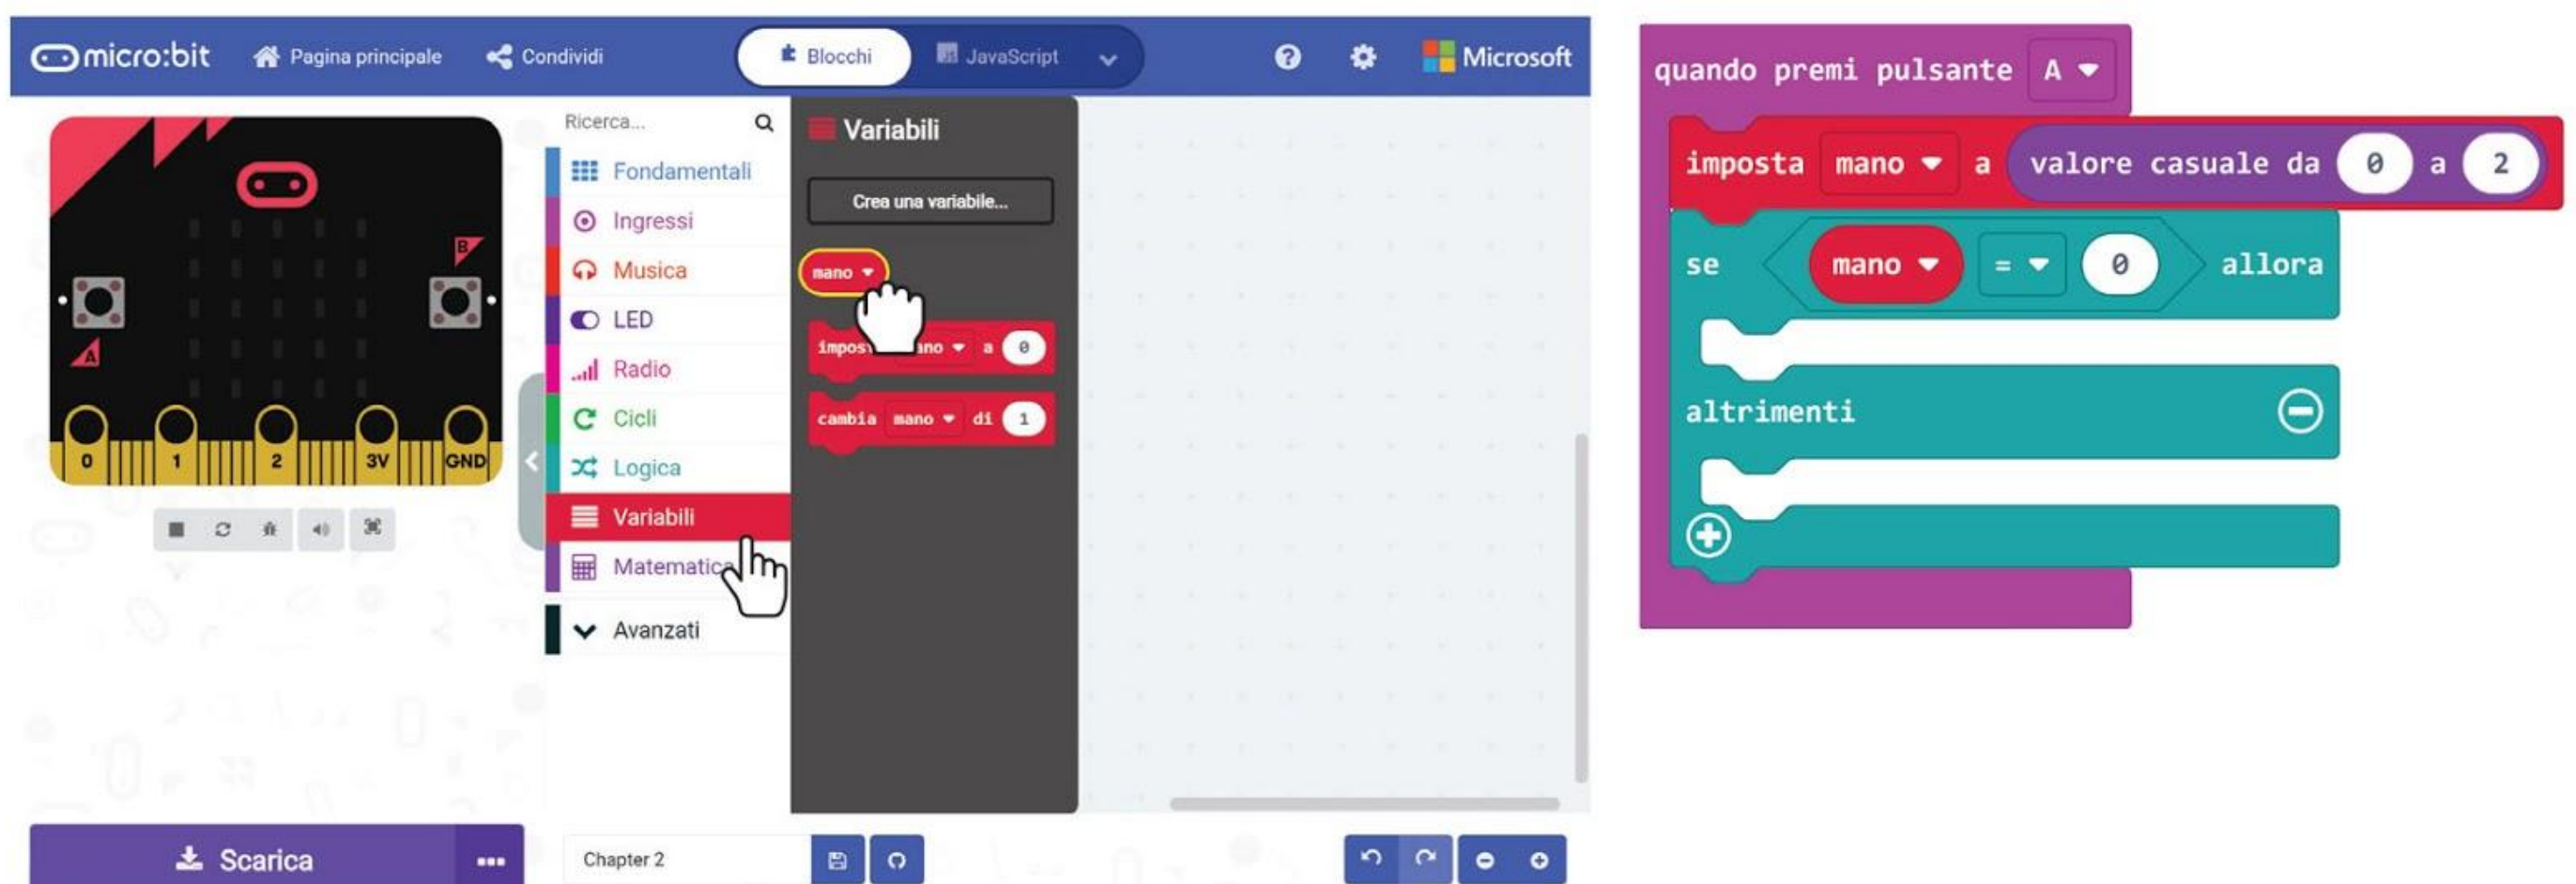 micro:bit
Pagina principale
Condividi
Blocchi
JavaScript
Microsoft
B
A
0
1
2
3V
GND
Scarica
Ricerca...
Fondamentali
Ingressi
Musica
LED
Radio
Cicli
Logica
Variabili
Matematica
Avanzati
Variabili
Crea una variabile...
mano
a 0
cambia mano di 1
Chapter 2
quando premi pulsante A
imposta mano a valore casuale da 0 a 2
se mano = 0 allora
altrimenti